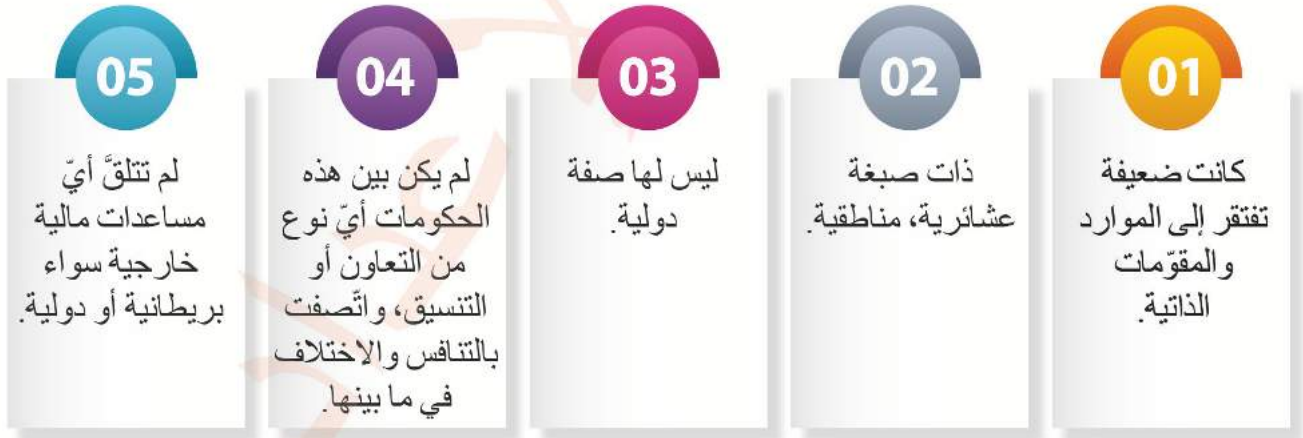 01
كانت ضعيفة
تفتقر إلى الموارد
والمقوّمات
الذاتية.
02
ذات صبغة
عشائرية، مناطقية.
03
ليس لها صفة
دولية.
04
لم يكن بين هذه
الحكومات أيّ نوع
من التعاون أو
التنسيق، واتّصفت
بالتنافس والاختلاف
في ما بينها.
05
لم تتلقَّ أيّ
مساعدات مالية
خارجية سواء
بريطانية أو دولية.